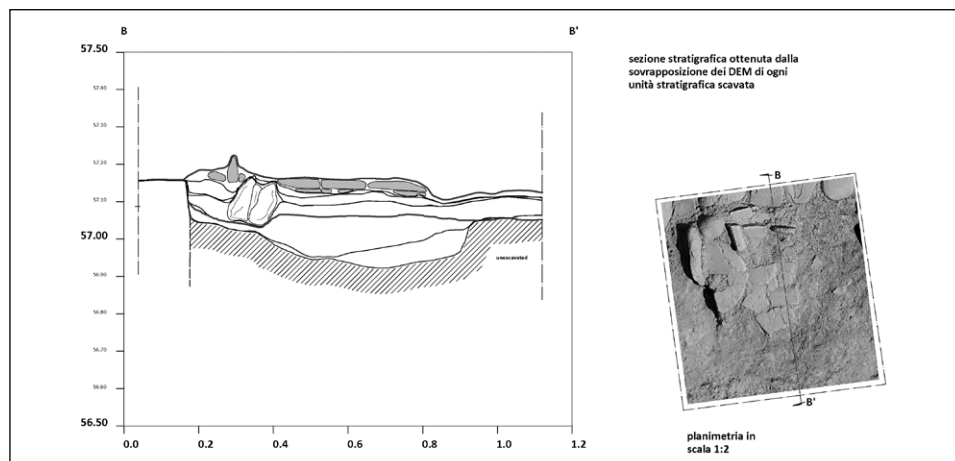 B
B'
57.50
57.40
57.30
57.20
57.10
57.00
56.90
56.80
56.70
56.60
56.50
0.0
0.2
0.4
0.6
0.8
1.0
1.2
unexcavated
sezione stratigrafica ottenuta dalla
sovrapposizione dei DEM di ogni
unità stratigrafica scavata
B
B'
planimetria in
scala 1:2